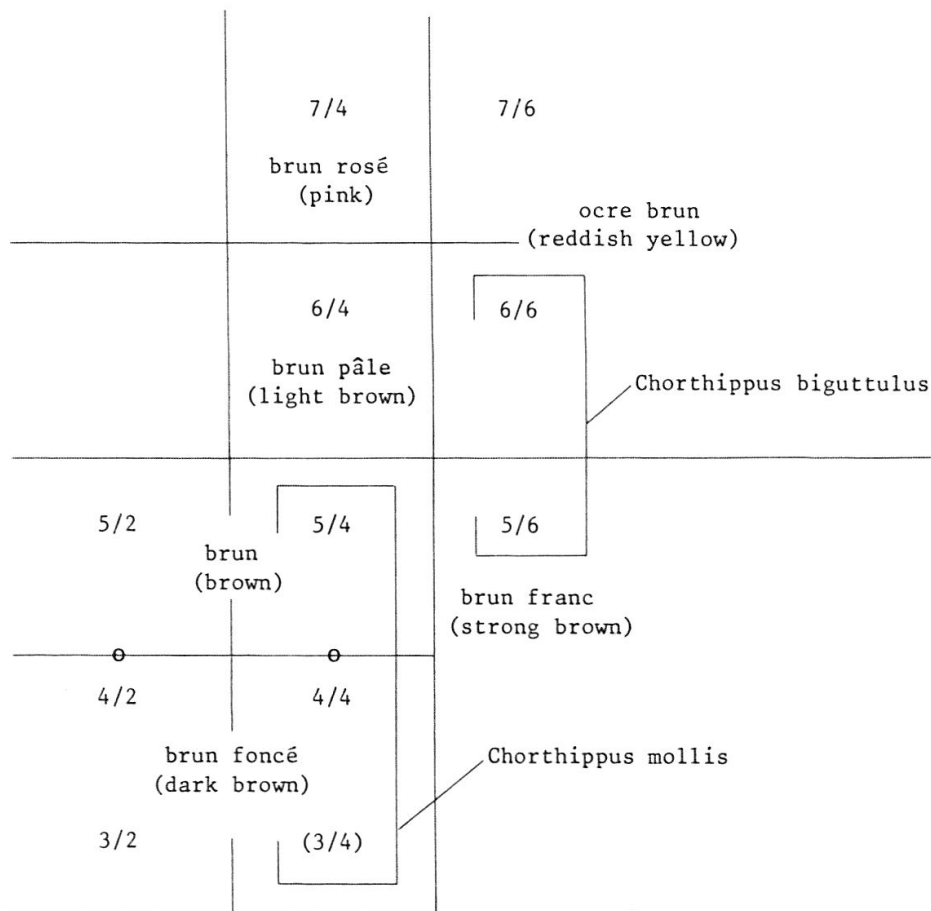 7/4
7/6
brun rosé
(pink)
ocre brun
(reddish yellow)
6/4
6/6
brun pâle
(light brown)
Chorthippus biguttulus
5/2
5/4
5/6
brun
(brown)
brun franc
(strong brown)
4/2
4/4
brun foncé
(dark brown)
Chorthippus mollis
3/2
(3/4)